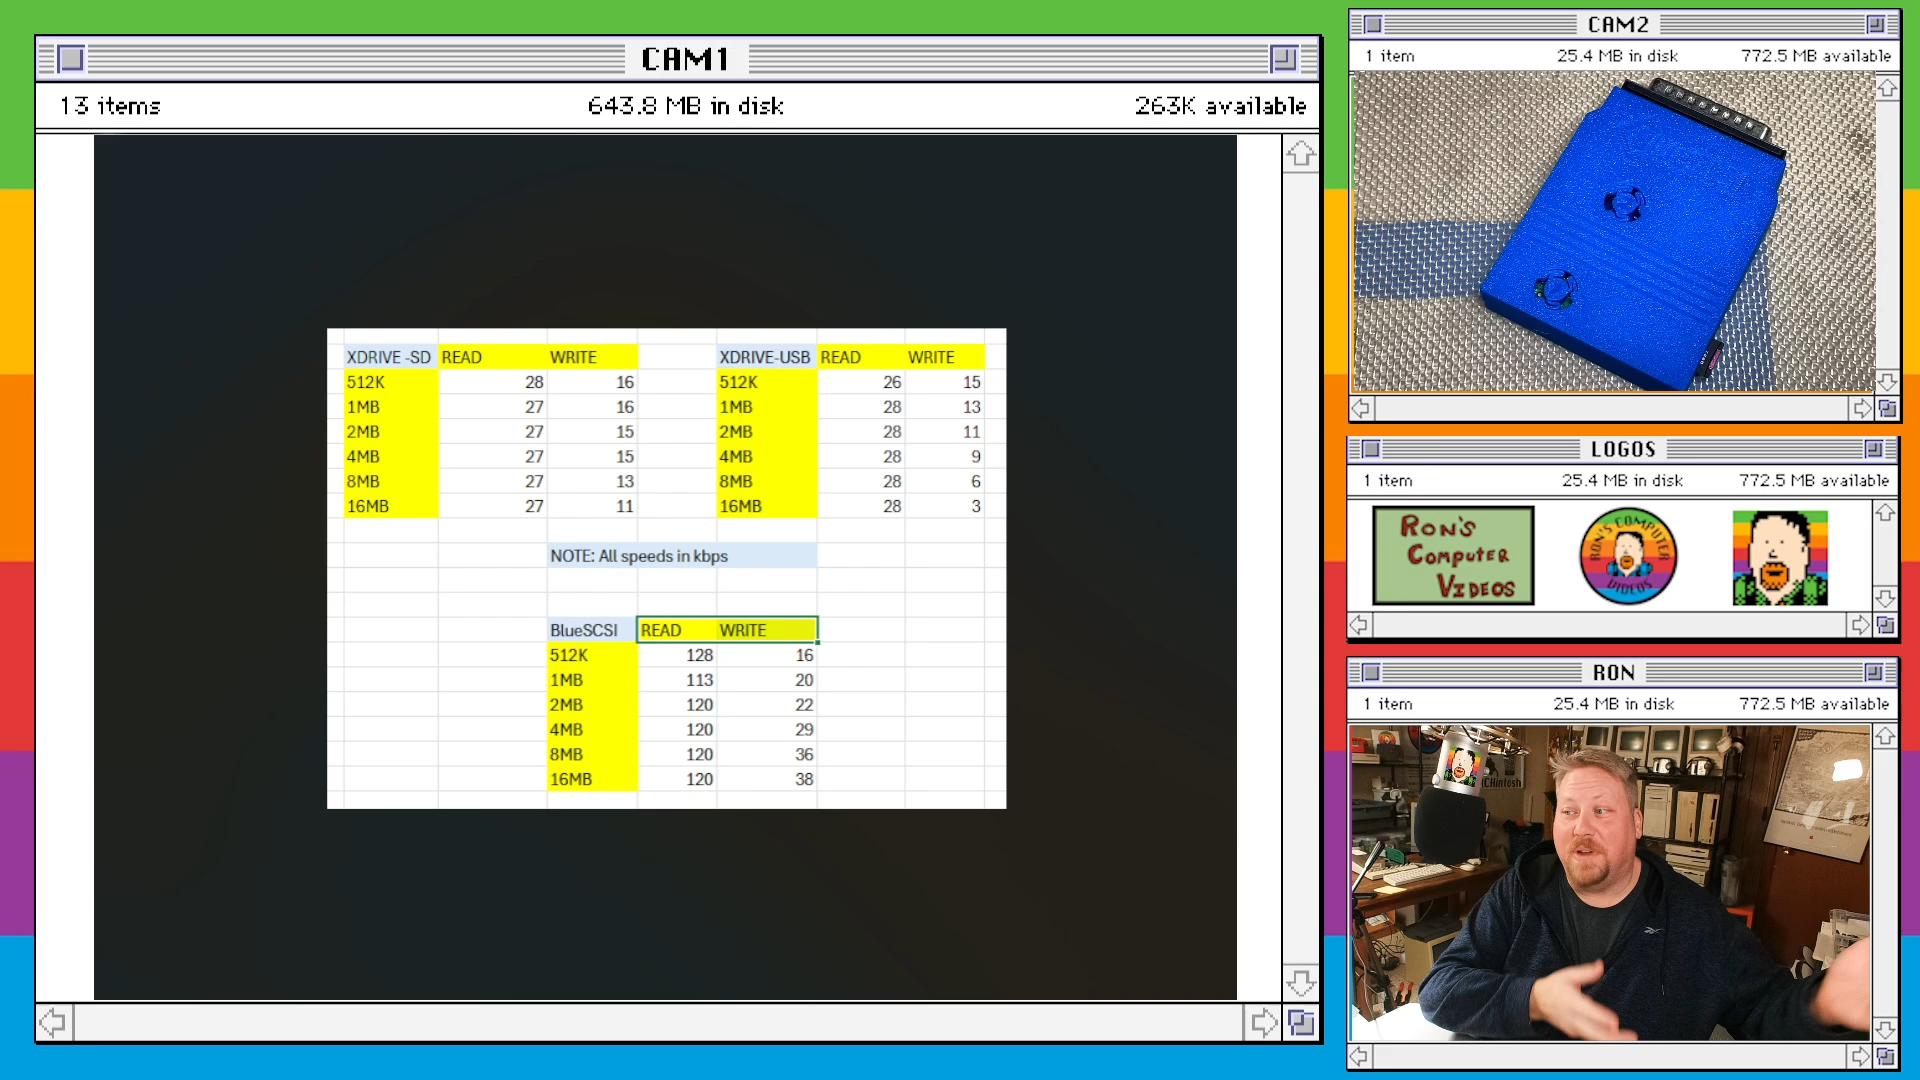 CAM1
13 items 643.8 MB in disk 263K available
XDRIVE -SD READ WRITE XDRIVE-USB READ WRITE
512K 28 16 512K 26 15
1MB 27 16 1MB 28 13
2MB 27 15 2MB 28 11
4MB 27 15 4MB 28 9
8MB 27 13 8MB 28 6
16MB 27 11 16MB 28 3
NOTE: All speeds in kbps
BlueSCSI READ WRITE
512K 128 16
1MB 113 20
2MB 120 22
4MB 120 29
8MB 120 36
16MB 120 38
CAM2
1 item 25.4 MB in disk 772.5 MB available
LOGOS
1 item 25.4 MB in disk 772.5 MB available
RON'S
COMPUTER
VIDEOS
RON'S COMPUTER
VIDEOS
RON
1 item 25.4 MB in disk 772.5 MB available